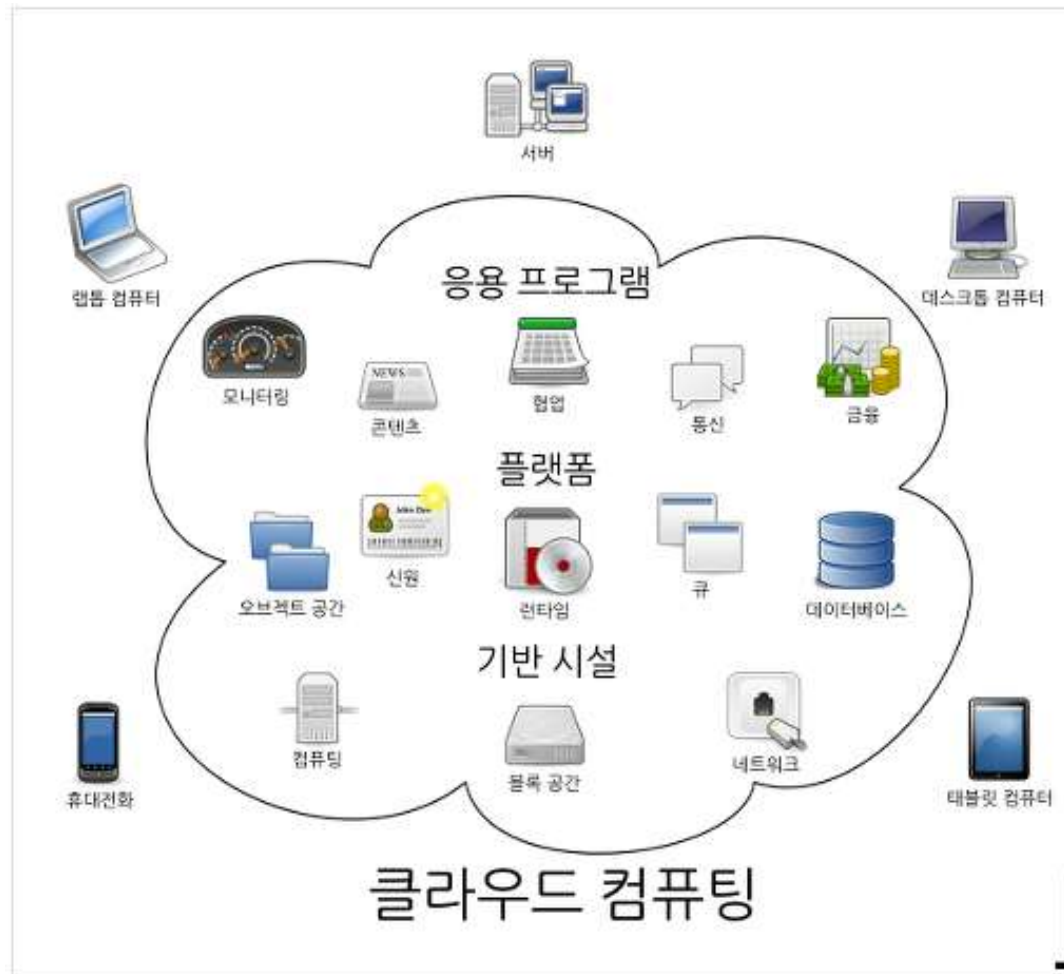 서버
랩톱 컴퓨터
데스크톱 컴퓨터
응용 프로그램
모니터링
NEWS
콘텐츠
협업
통신
금융
플랫폼
John Doe
신원
오브젝트 공간
런타임
큐
데이터베이스
기반 시설
컴퓨팅
블록 공간
네트워크
휴대전화
태블릿 컴퓨터
클라우드 컴퓨팅